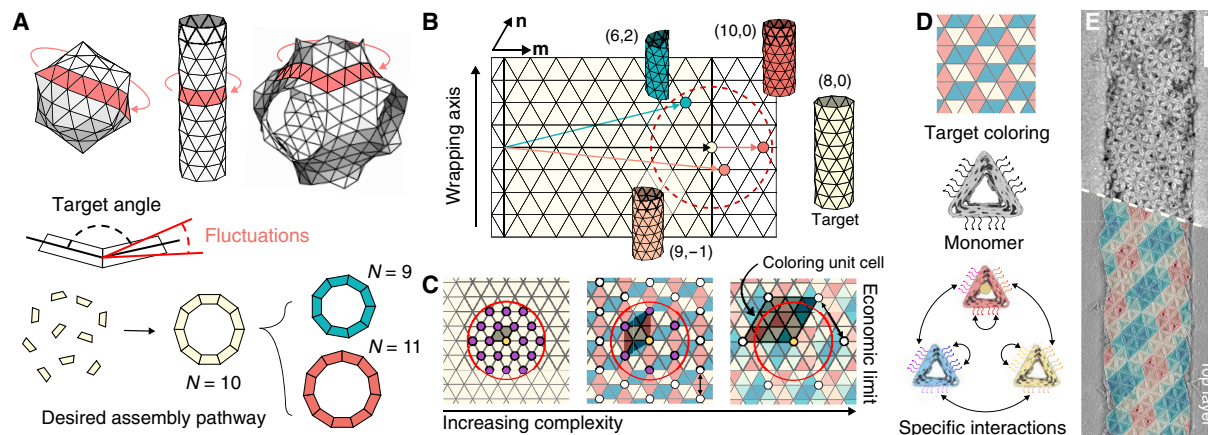 A
Target angle
Fluctuations
N = 9
N = 10
N = 11
Desired assembly pathway
B
n
m
Wrapping axis
(6,2)
(10,0)
(8,0)
Target
(9,−1)
C
Coloring unit cell
Economic limit
Increasing complexity
D
Target coloring
Monomer
Specific interactions
E
Top layer